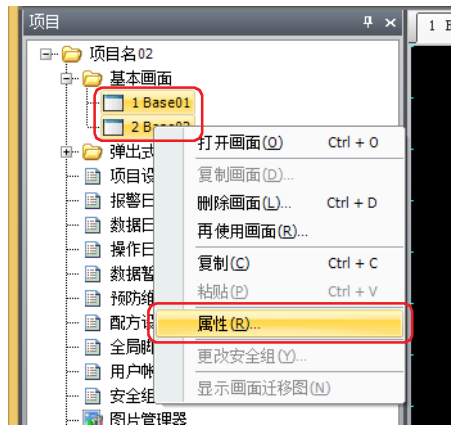 项目
1 B
项目名02
基本画面
1 Base01
2 B
弹出式
项目设
报警日
数据日
操作日
数据暂
预防维
配方设
全局脚
用户帐
安全组
图片管理器
打开画面(O) Ctrl + O
复制画面(D)...
删除画面(L)... Ctrl + D
再使用画面(R)...
复制(C) Ctrl + C
粘贴(P) Ctrl + V
属性(R)...
更改安全组(Y)...
显示画面迁移图(N)